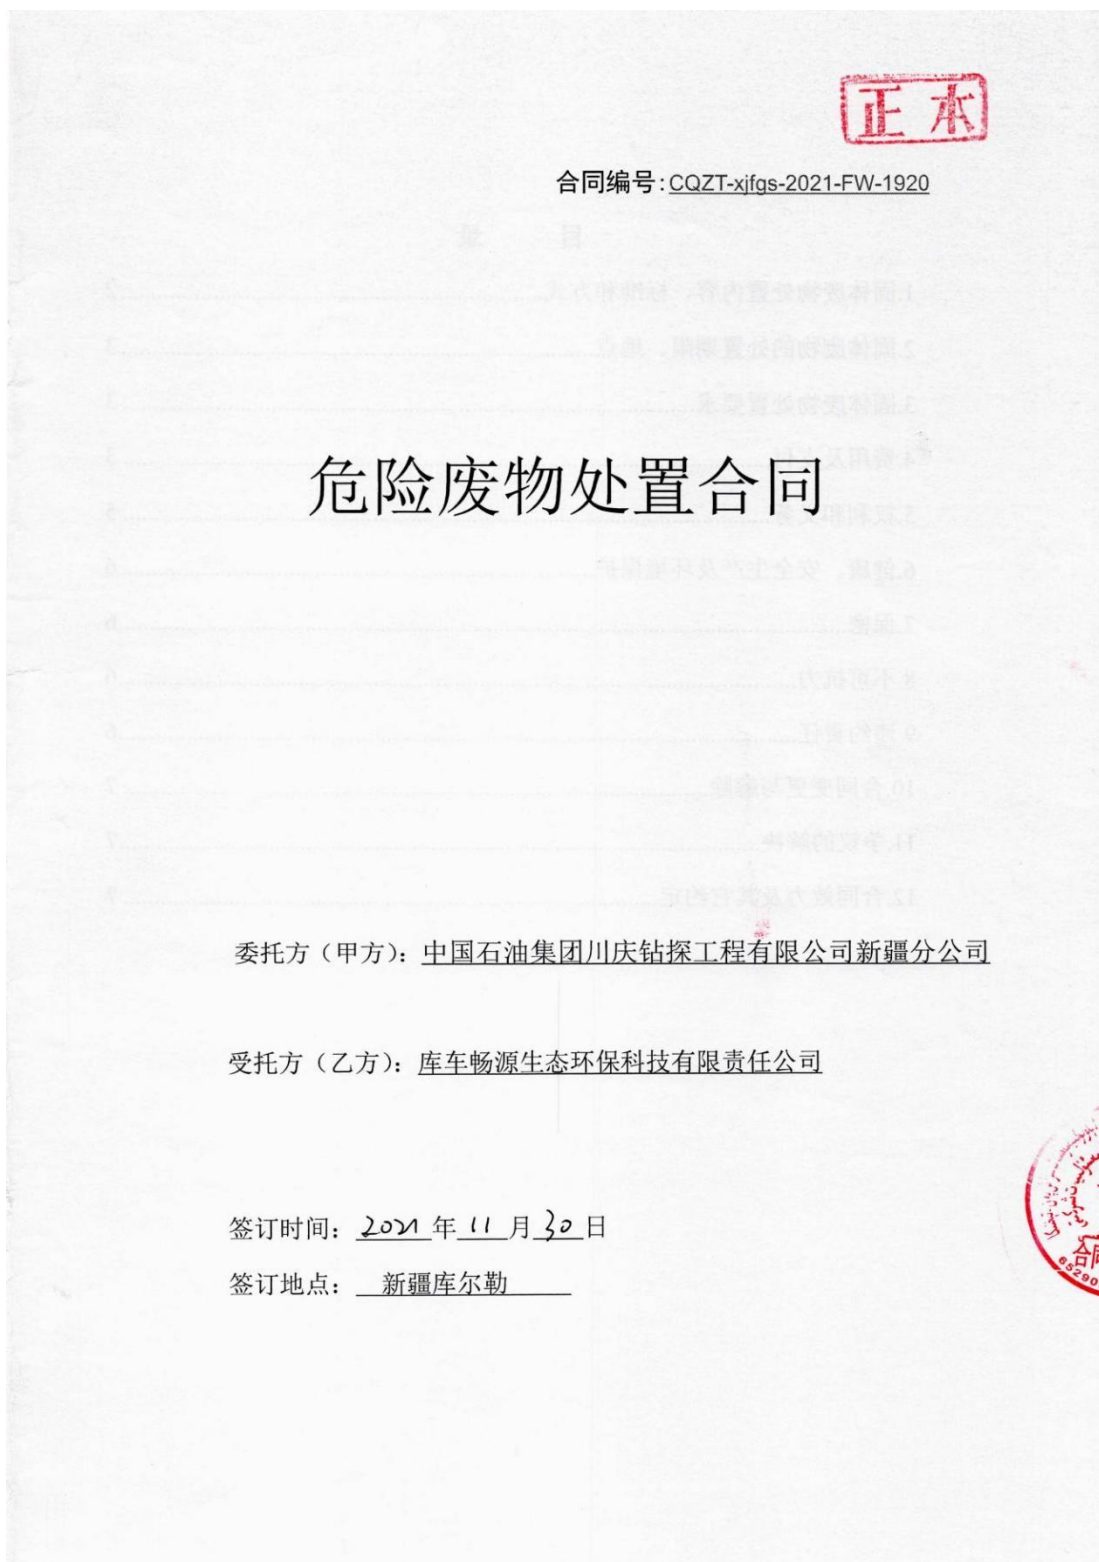 正本
合同编号:CQZT-xjfgs-2021-FW-1920
危险废物处置合同
委托方（甲方）：中国石油集团川庆钻探工程有限公司新疆分公司
受托方（乙方）：库车畅源生态环保科技有限责任公司
签订时间：2021年11月30日
签订地点：新疆库尔勒
合同
65290